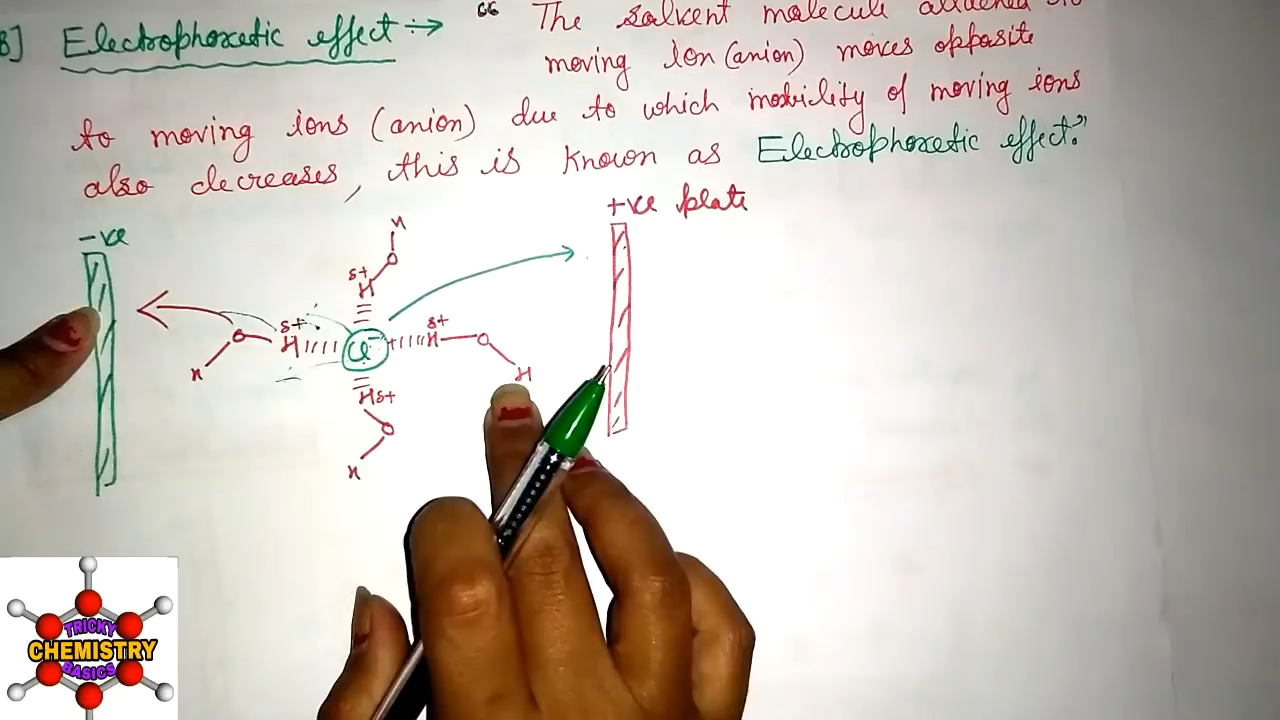 B] Electrophoretic effect :→ " The solvent molecule attached to
moving ion (anion) moves opposite
to moving ions (anion) due to which mobility of moving ions
also decreases, this is known as Electrophoretic effect."
+ve plate
-ve
H
O
δ+
H
δ+
H
O
H
Cl-
δ+
H
O
H
Hδ+
O
H
TRICKY
CHEMISTRY
BASICS